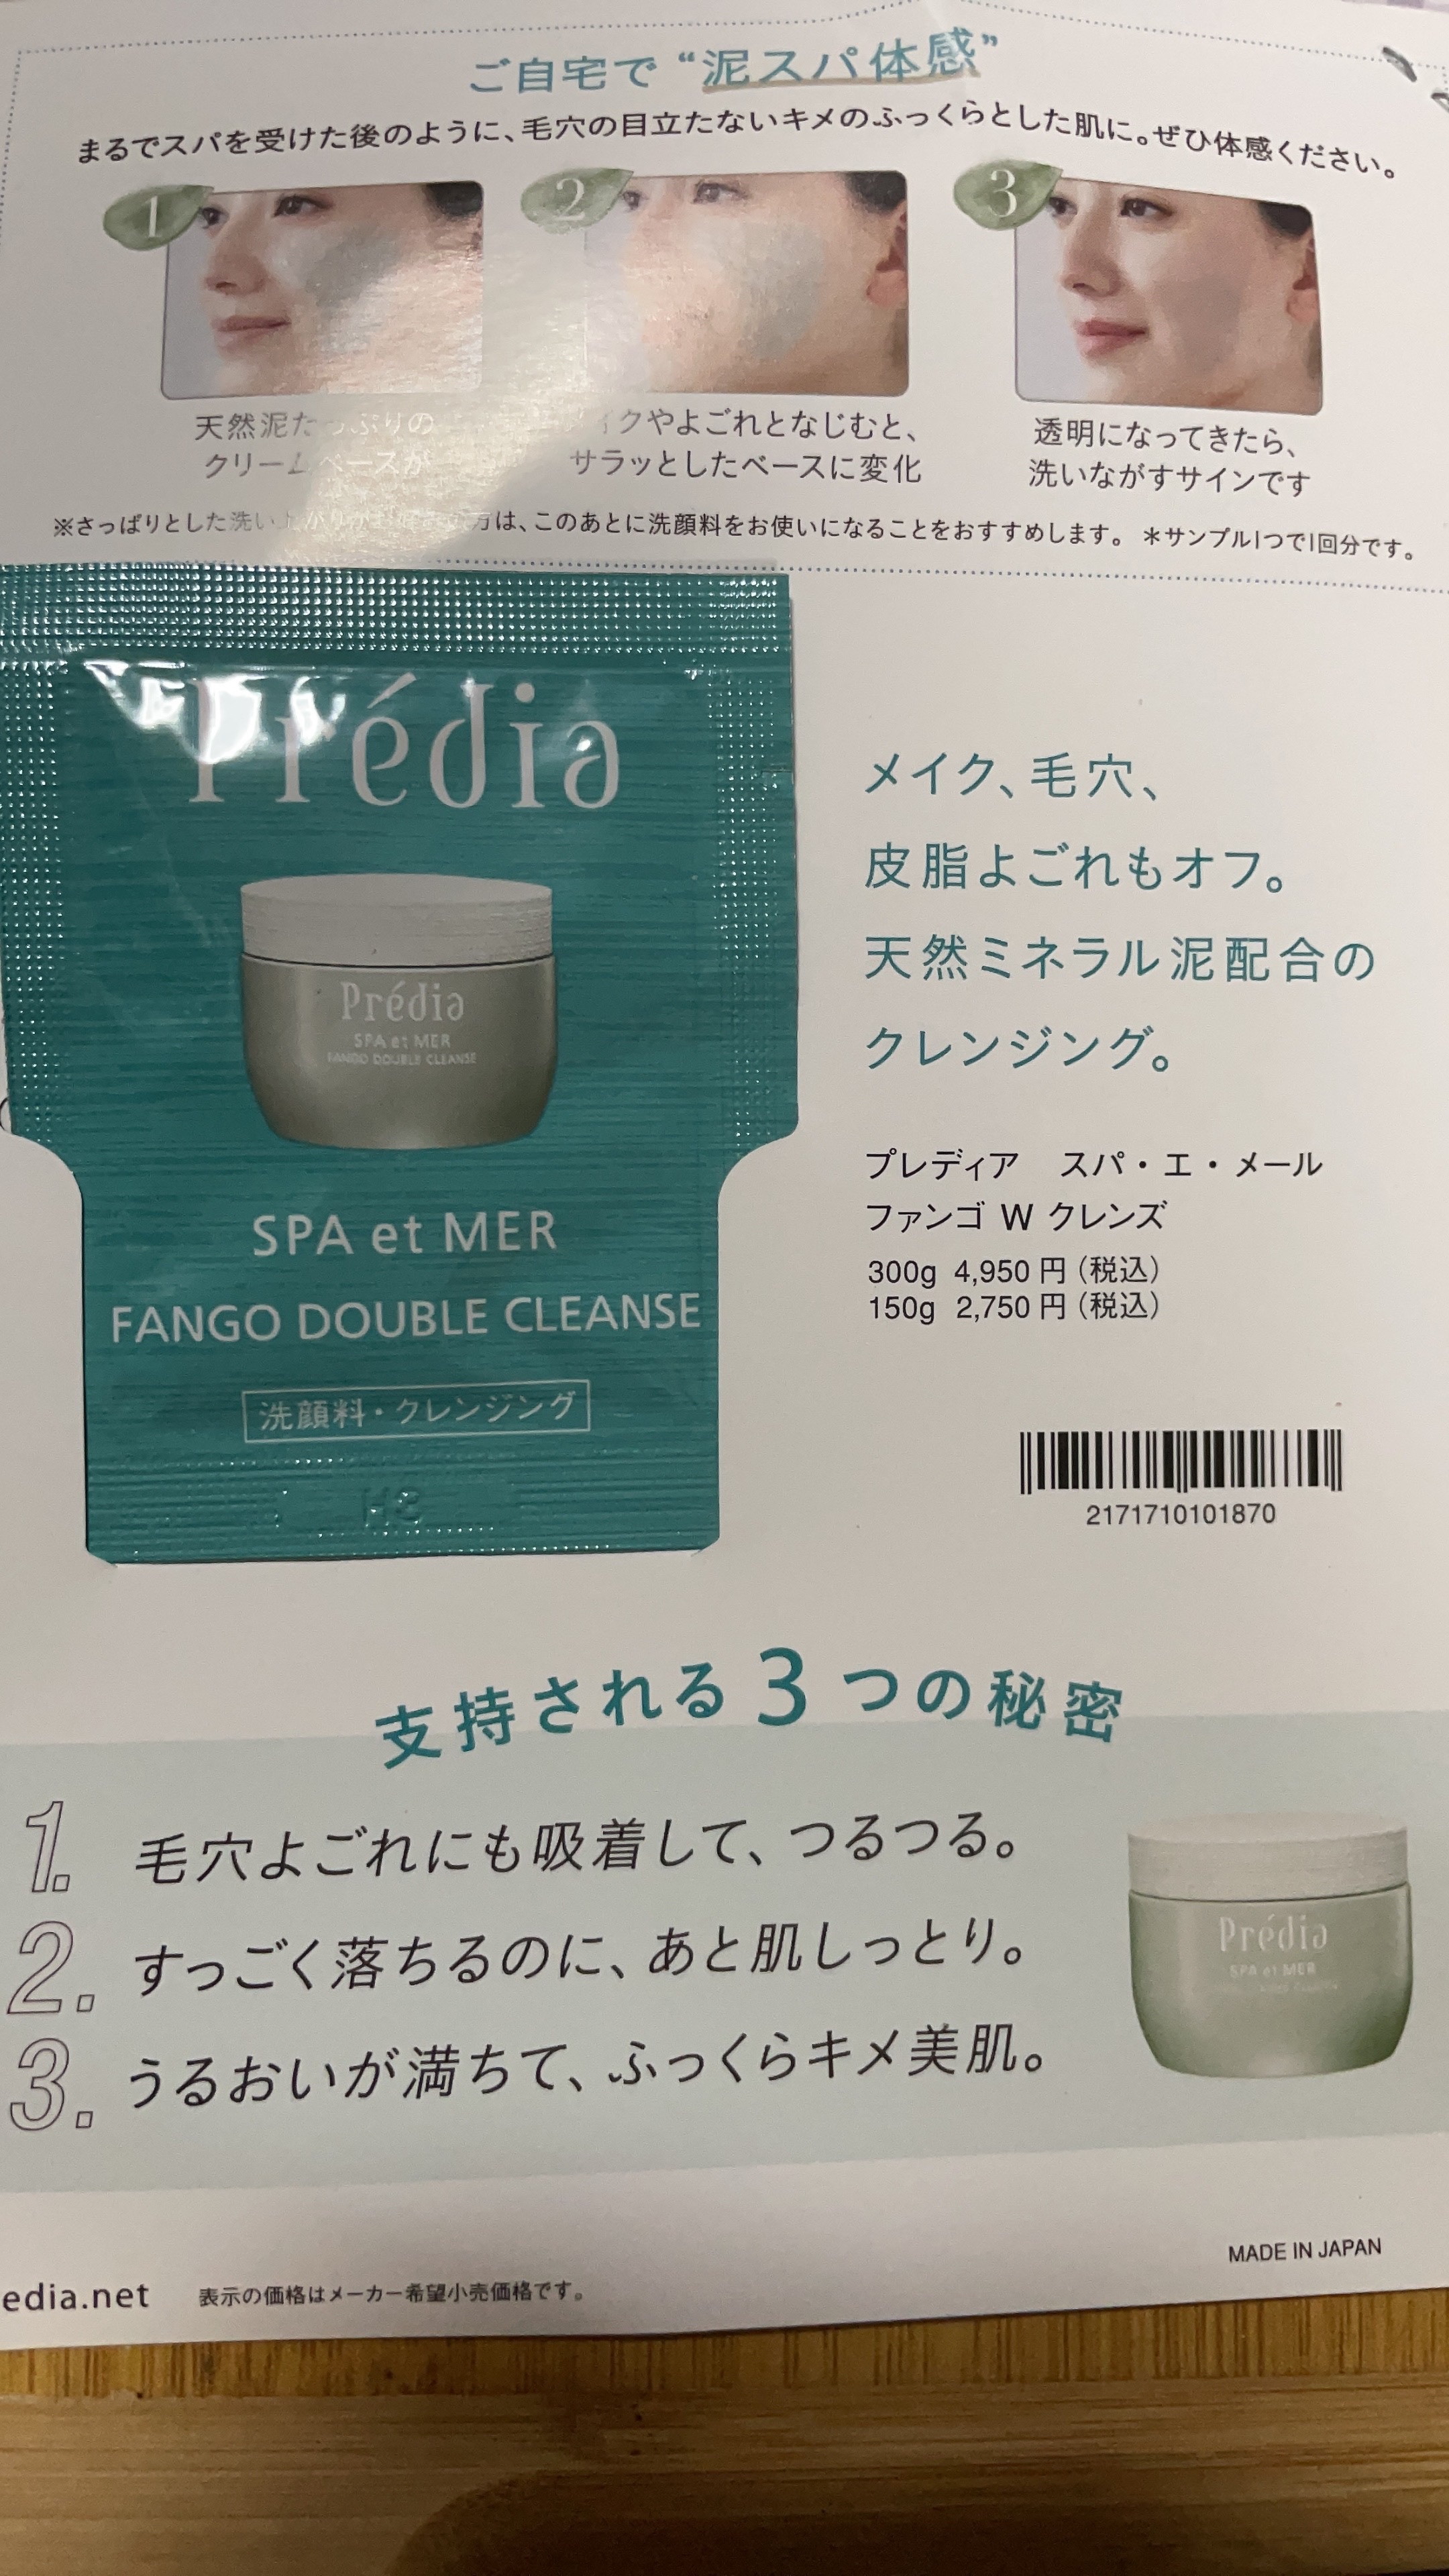 ご自宅で“泥スパ体感”
まるでスパを受けた後のように、毛穴の目立たないキメのふっくらとした肌に。ぜひ体感ください。
1
2
3
天然泥たっぷりの
クリームベースが
イクやよごれとなじむと、
サラッとしたベースに変化
透明になってきたら、
洗いながすサインです
※さっぱりとした洗い上がりがお好きな方は、このあとに洗顔料をお使いになることをおすすめします。 *サンプル1つで1回分です。
Prédia
Prédia
SPA et MER
FANGO DOUBLE CLEANSE
SPA et MER
FANGO DOUBLE CLEANSE
洗顔料・クレンジング
H3
メイク、毛穴、
皮脂よごれもオフ。
天然ミネラル泥配合の
クレンジング。
プレディア スパ・エ・メール
ファンゴ W クレンズ
300g 4,950 円（税込）
150g 2,750 円（税込）
2171710101870
支持される3つの秘密
1. 毛穴よごれにも吸着して、つるつる。
2. すっごく落ちるのに、あと肌しっとり。
3. うるおいが満ちて、ふっくらキメ美肌。
Prédia
SPA et MER
MADE IN JAPAN
edia.net 表示の価格はメーカー希望小売価格です。